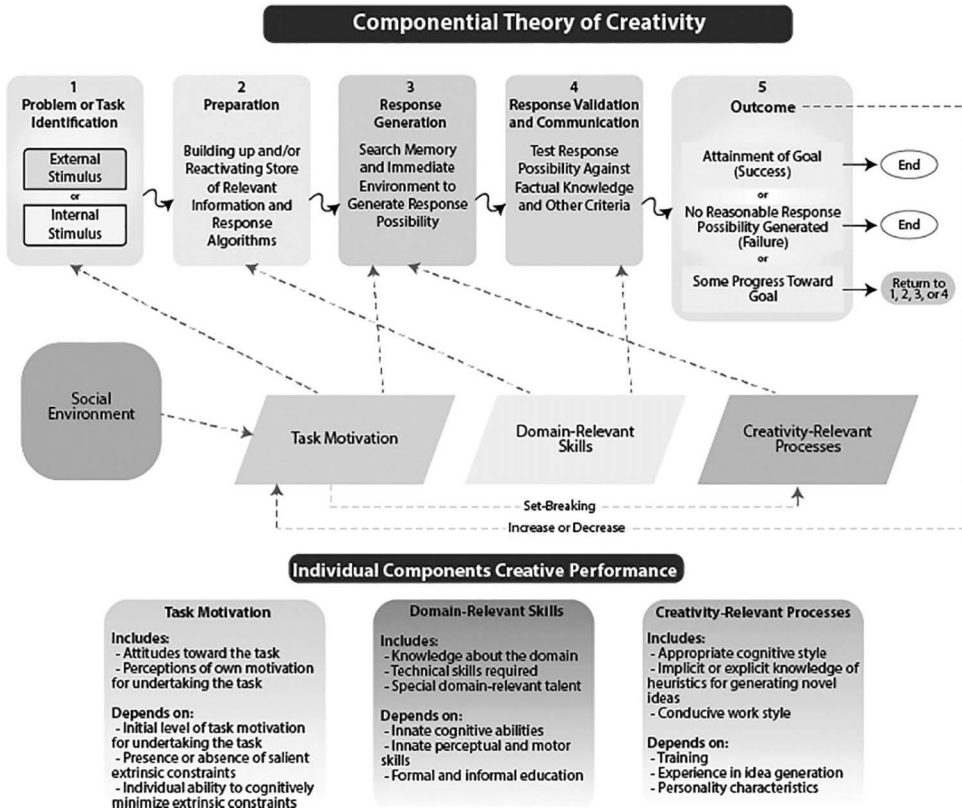 Componential Theory of Creativity
1
Problem or Task
Identification
External
Stimulus
or
Internal
Stimulus
2
Preparation
Building up and/or
Reactivating Store
of Relevant
Information and
Response
Algorithms
3
Response
Generation
Search Memory
and Immediate
Environment to
Generate Response
Possibility
4
Response Validation
and Communication
Test Response
Possibility Against
Factual Knowledge
and Other Criteria
5
Outcome
Attainment of Goal
(Success)
End
or
No Reasonable Response
Possibility Generated
(Failure)
End
or
Some Progress Toward
Goal
Return to
1, 2, 3, or 4
Social
Environment
Task Motivation
Domain-Relevant
Skills
Creativity-Relevant
Processes
Set-Breaking
Increase or Decrease
Individual Components Creative Performance
Task Motivation
Includes:
- Attitudes toward the task
- Perceptions of own motivation
for undertaking the task
Depends on:
- Initial level of task motivation
for undertaking the task
- Presence or absence of salient
extrinsic constraints
- Individual ability to cognitively
minimize extrinsic constraints
Domain-Relevant Skills
Includes:
- Knowledge about the domain
- Technical skills required
- Special domain-relevant talent
Depends on:
- Innate cognitive abilities
- Innate perceptual and motor
skills
- Formal and informal education
Creativity-Relevant Processes
Includes:
- Appropriate cognitive style
- Implicit or explicit knowledge of
heuristics for generating novel
ideas
- Conducive work style
Depends on:
- Training
- Experience in idea generation
- Personality characteristics